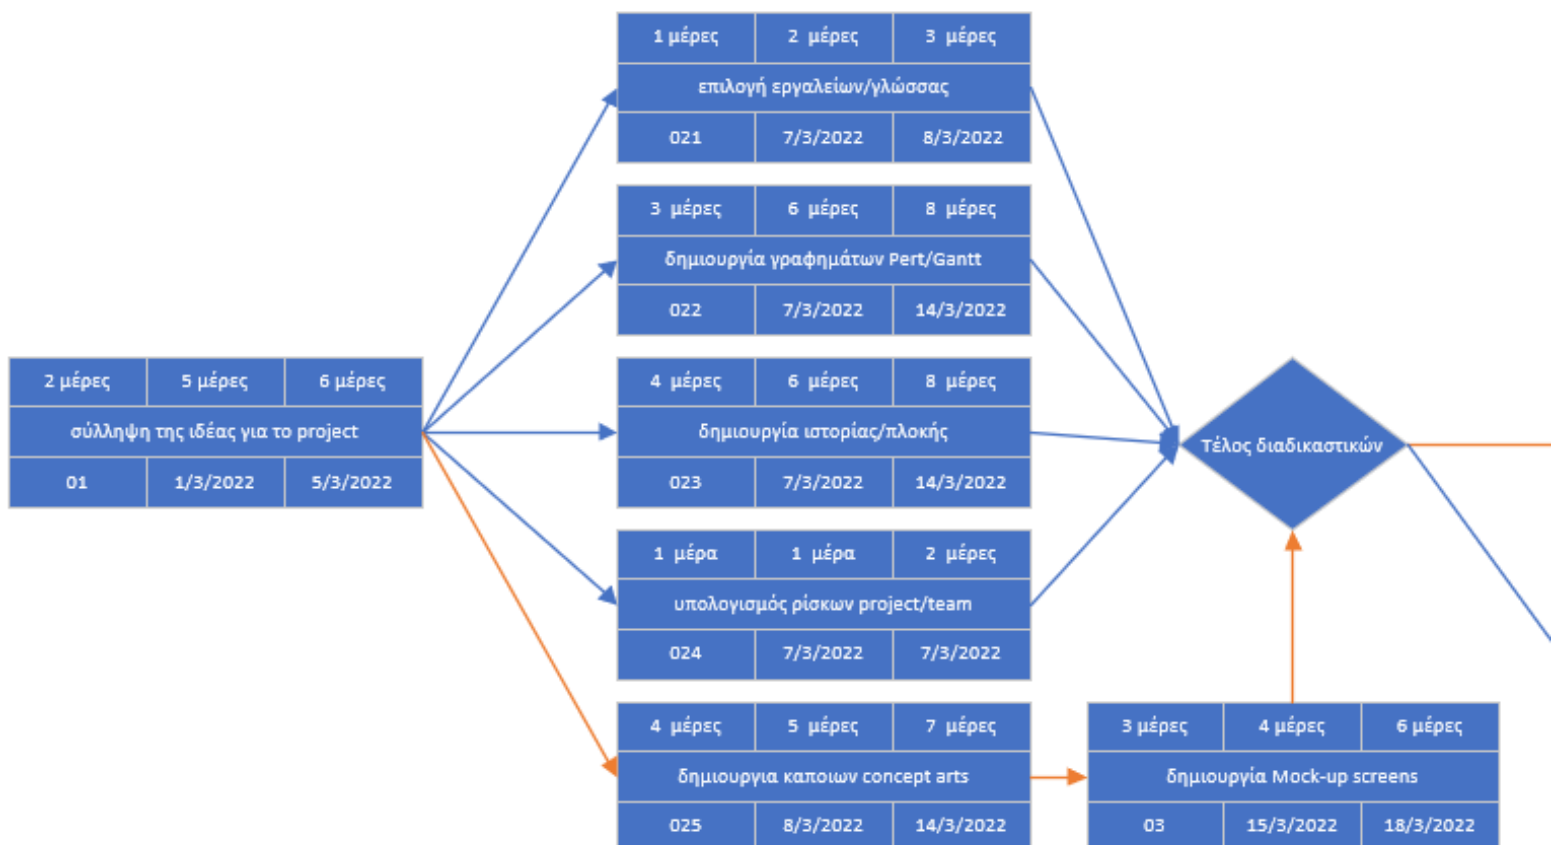 2 μέρες 5 μέρες 6 μέρες
σύλληψη της ιδέας για το project
01 1/3/2022 5/3/2022
1 μέρες 2 μέρες 3 μέρες
επιλογή εργαλείων/γλώσσας
021 7/3/2022 8/3/2022
3 μέρες 6 μέρες 8 μέρες
δημιουργία γραφημάτων Pert/Gantt
022 7/3/2022 14/3/2022
4 μέρες 6 μέρες 8 μέρες
δημιουργία ιστορίας/πλοκής
023 7/3/2022 14/3/2022
1 μέρα 1 μέρα 2 μέρες
υπολογισμός ρίσκων project/team
024 7/3/2022 7/3/2022
4 μέρες 5 μέρες 7 μέρες
δημιουργια καποιων concept arts
025 8/3/2022 14/3/2022
3 μέρες 4 μέρες 6 μέρες
δημιουργία Mock-up screens
03 15/3/2022 18/3/2022
Τέλος διαδικαστικών